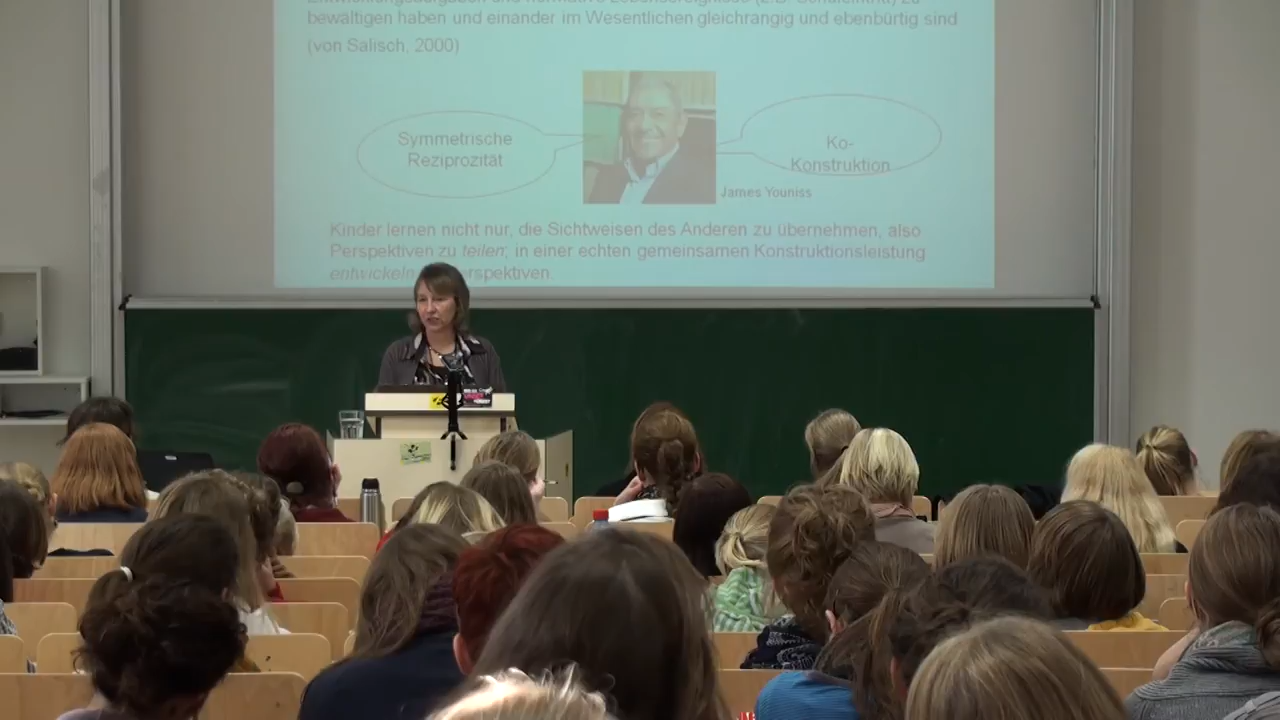 bewältigen haben und einander im Wesentlichen gleichrangig und ebenbürtig sind
(von Salisch, 2000)
Symmetrische
Reziprozität
Ko-
Konstruktion
James Youniss
Kinder lernen nicht nur, die Sichtweisen des Anderen zu übernehmen, also
Perspektiven zu teilen; in einer echten gemeinsamen Konstruktionsleistung
entwickeln